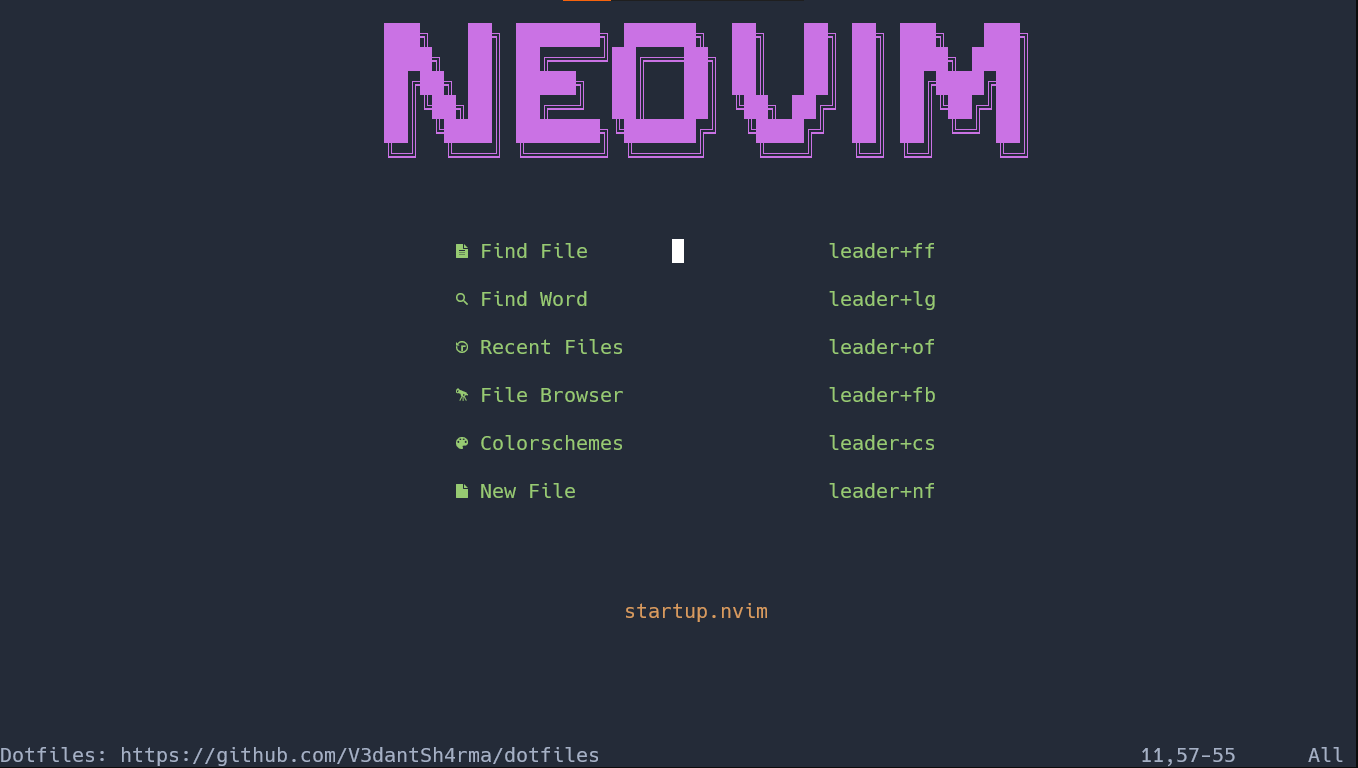 NEOVIM
Find File leader+ff
Find Word leader+lg
Recent Files leader+of
File Browser leader+fb
Colorschemes leader+cs
New File leader+nf
startup.nvim
Dotfiles: https://github.com/V3dantSh4rma/dotfiles 11,57-55 All